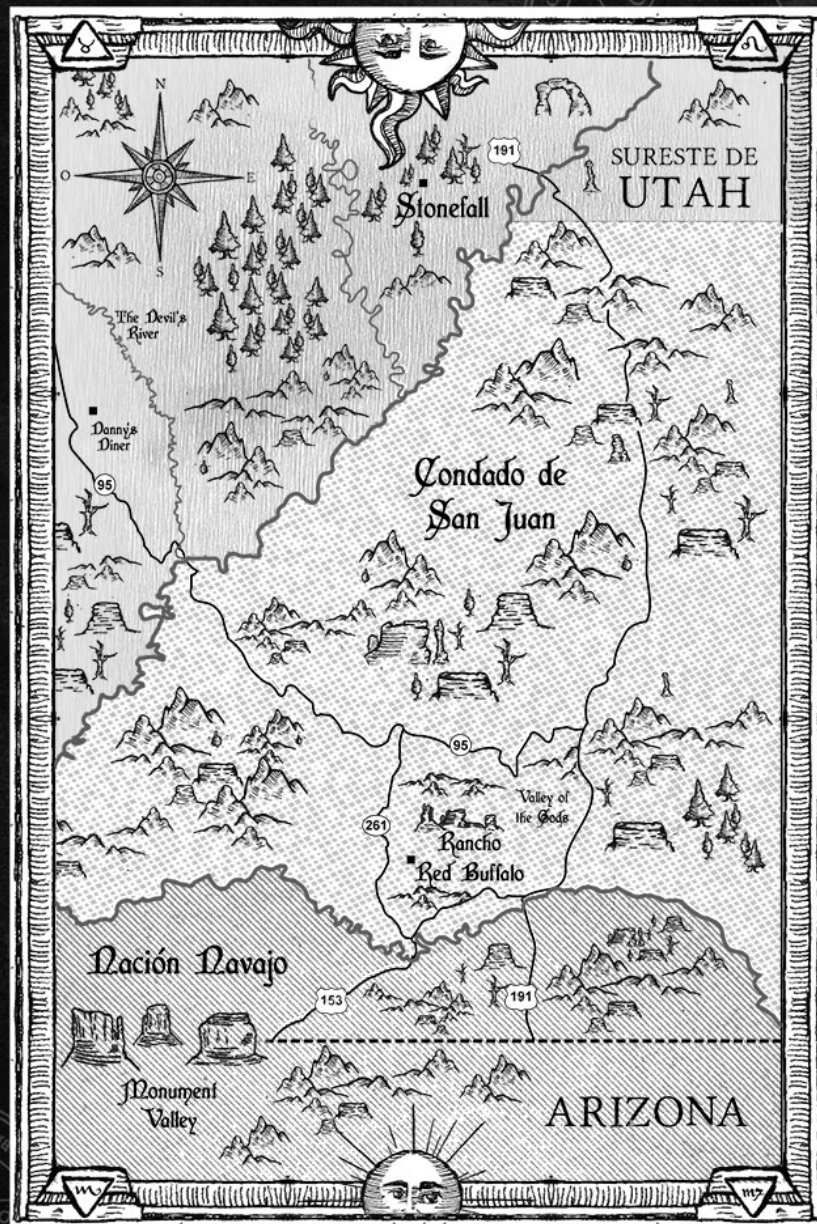 N
O
E
S
191
SURESTE DE
UTAH
Stonefall
The Devil's
River
Danny's
Diner
95
Condado de
San Juan
95
261
Valley of
the Gods
Rancho
Red Buffalo
Nación Navajo
153
191
Monument
Valley
ARIZONA